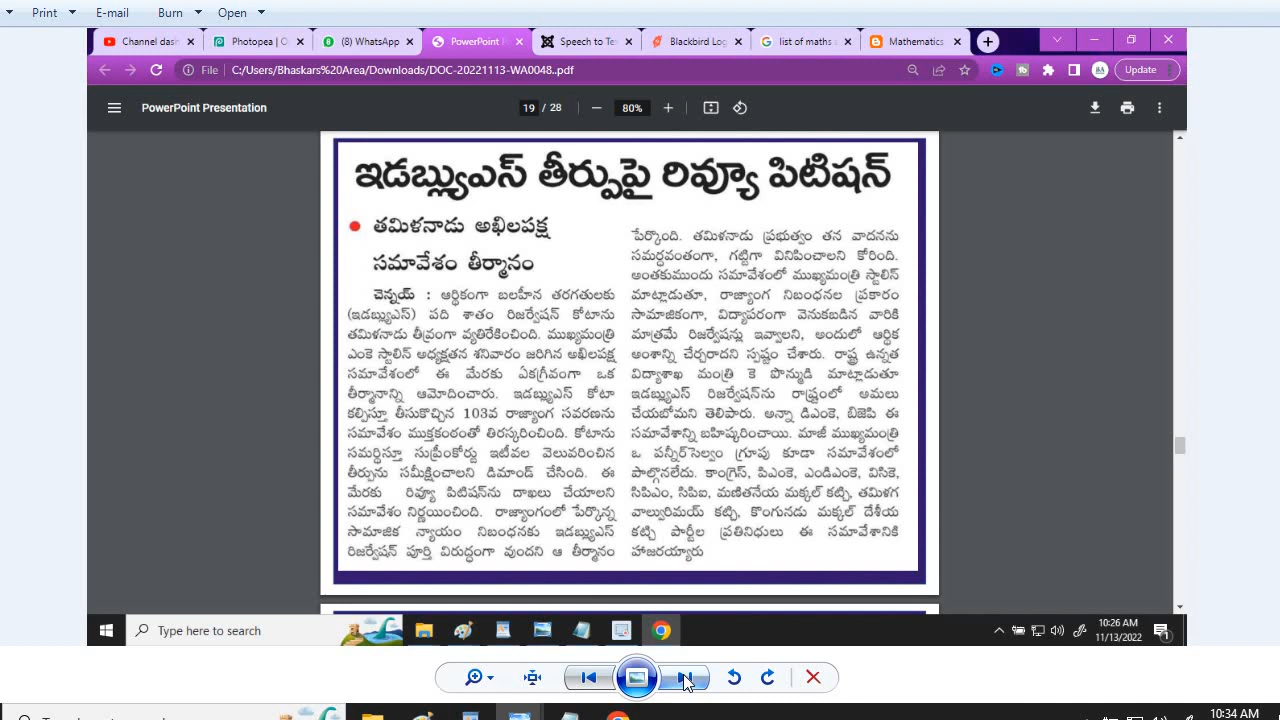 Print
E-mail
Burn
Open
Channel das
Photopea | O
(8) WhatsApp
PowerPoint P
Speech to Te
Blackbird Log
list of maths a
Mathematics
File
C:/Users/Bhaskars%20Area/Downloads/DOC-20221113-WA0048..pdf
Update
PowerPoint Presentation
19 / 28
80%
ఇడబ్ల్యుఎస్ తీర్పుపై రివ్యూ పిటిషన్
తమిళనాడు అఖిలపక్ష
సమావేశం తీర్మానం
చెన్నయ్ : ఆర్థికంగా బలహీన తరగతులకు
(ఇడబ్ల్యుఎస్) పది శాతం రిజర్వేషన్ కోటాను
తమిళనాడు తీవ్రంగా వ్యతిరేకించింది. ముఖ్యమంత్రి
ఎంకె స్టాలిన్ అధ్యక్షతన శనివారం జరిగిన అఖిలపక్ష
సమావేశంలో ఈ మేరకు ఏకగ్రీవంగా ఒక
తీర్మానాన్ని ఆమోదించారు. ఇడబ్ల్యుఎస్ కోటా
కల్పిస్తూ తీసుకొచ్చిన 103వ రాజ్యాంగ సవరణను
సమావేశం ముక్తకంఠంతో తిరస్కరించింది. కోటాను
సమర్థిస్తూ సుప్రీంకోర్టు ఇటీవల వెలువరించిన
తీర్పును సమీక్షించాలని డిమాండ్ చేసింది. ఈ
మేరకు రివ్యూ పిటిషన్‌ను దాఖలు చేయాలని
సమావేశం నిర్ణయించింది. రాజ్యాంగంలో పేర్కొన్న
సామాజిక న్యాయం నిబంధనకు ఇడబ్ల్యుఎస్
రిజర్వేషన్ పూర్తి విరుద్ధంగా వుందని ఆ తీర్మానం
పేర్కొంది. తమిళనాడు ప్రభుత్వం తన వాదనను
సమర్ధవంతంగా, గట్టిగా వినిపించాలని కోరింది.
అంతకుముందు సమావేశంలో ముఖ్యమంత్రి స్టాలిన్
మాట్లాడుతూ, రాజ్యాంగ నిబంధనల ప్రకారం
సామాజికంగా, విద్యాపరంగా వెనుకబడిన వారికి
మాత్రమే రిజర్వేషన్లు ఇవ్వాలని, అందులో ఆర్థిక
అంశాన్ని చేర్చరాదని స్పష్టం చేశారు. రాష్ట్ర ఉన్నత
విద్యాశాఖ మంత్రి కె పొన్ముడి మాట్లాడుతూ
ఇడబ్ల్యుఎస్ రిజర్వేషన్‌ను రాష్ట్రంలో అమలు
చేయబోమని తెలిపారు. అన్నా డిఎంకె, బిజెపి ఈ
సమావేశాన్ని బహిష్కరించాయి. మాజీ ముఖ్యమంత్రి
ఒ పన్నీర్‌సెల్వం గ్రూపు కూడా సమావేశంలో
పాల్గొనలేదు. కాంగ్రెస్, పిఎంకె, ఎండిఎంకె, విసికె,
సిపిఎం, సిపిఐ, మణితనేయ మక్కల్ కట్చి, తమిళగ
వాల్వురిమయ్ కట్చి, కొంగునడు మక్కల్ దేశీయ
కట్చి పార్టీల ప్రతినిధులు ఈ సమావేశానికి
హాజరయ్యారు
Type here to search
10:26 AM
11/13/2022
1
10:34 AM